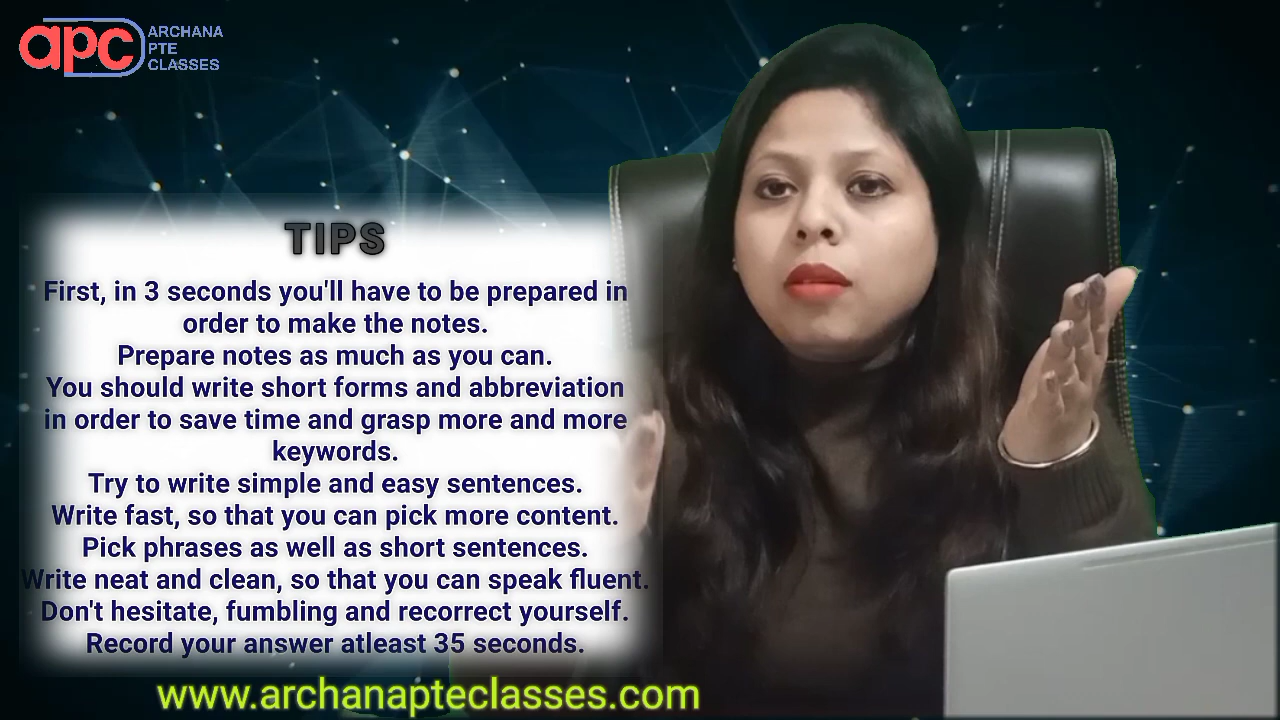 apc
ARCHANA
PTE
CLASSES
TIPS
First, in 3 seconds you'll have to be prepared in
order to make the notes.
Prepare notes as much as you can.
You should write short forms and abbreviation
in order to save time and grasp more and more
keywords.
Try to write simple and easy sentences.
Write fast, so that you can pick more content.
Pick phrases as well as short sentences.
Write neat and clean, so that you can speak fluent.
Don't hesitate, fumbling and recorrect yourself.
Record your answer atleast 35 seconds.
www.archanapteclasses.com